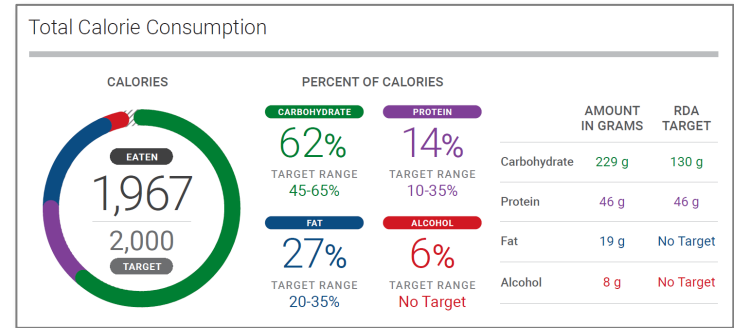 Total Calorie Consumption
CALORIES
EATEN
1,967
2,000
TARGET
PERCENT OF CALORIES
CARBOHYDRATE
62%
TARGET RANGE
45-65%
PROTEIN
14%
TARGET RANGE
10-35%
FAT
27%
TARGET RANGE
20-35%
ALCOHOL
6%
TARGET RANGE
No Target
AMOUNT IN GRAMS RDA TARGET
Carbohydrate 229 g 130 g
Protein 46 g 46 g
Fat 19 g No Target
Alcohol 8 g No Target